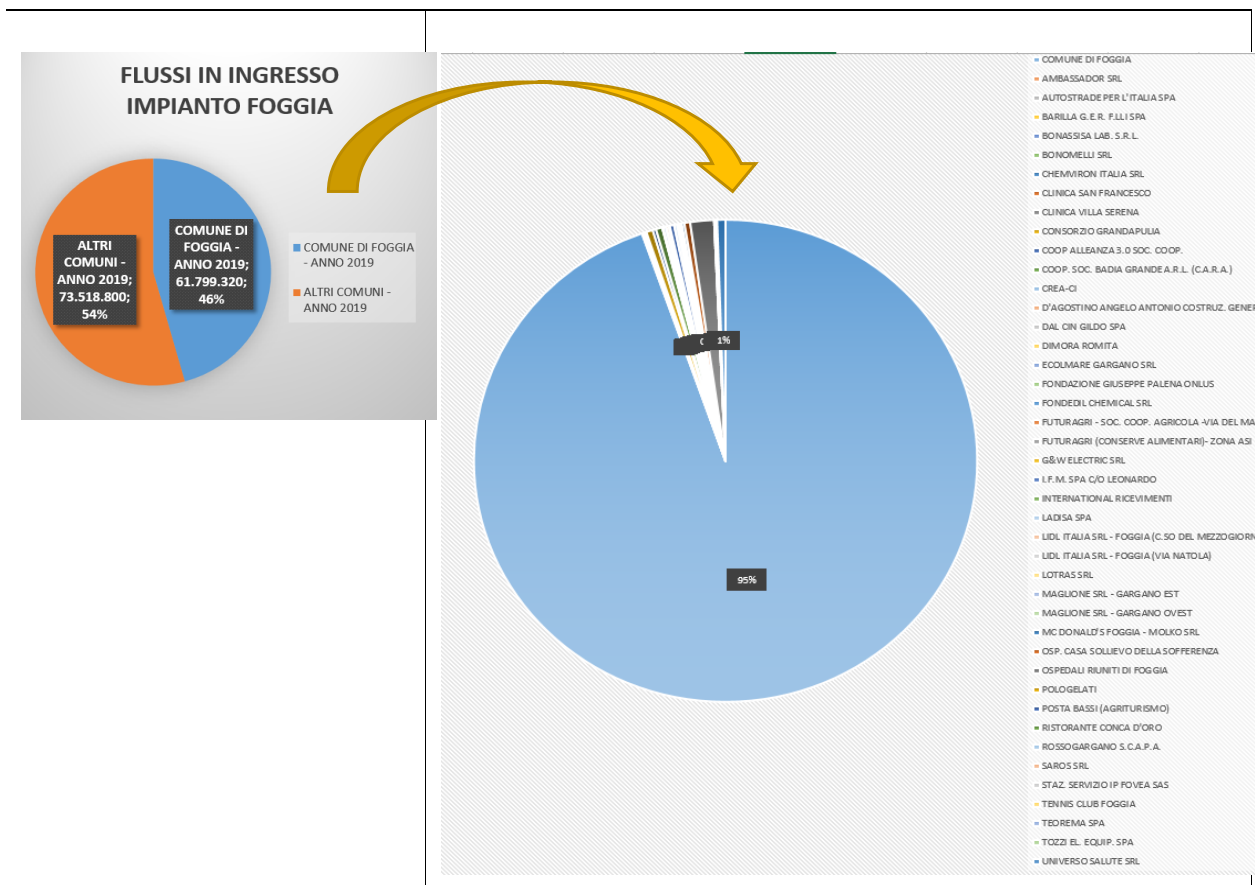 FLUSSI IN INGRESSO
IMPIANTO FOGGIA
ALTRI
COMUNI -
ANNO 2019;
73.518.800;
54%
COMUNE DI
FOGGIA -
ANNO 2019;
61.799.320;
46%
COMUNE DI FOGGIA
- ANNO 2019
ALTRI COMUNI -
ANNO 2019
1%
95%
COMUNE DI FOGGIA
AMBASSADOR SRL
AUTOSTRADE PER L'ITALIA SPA
BARILLA G.E.R. F.LLI SPA
BONASSISA LAB. S.R.L.
BONOMELLI SRL
CHEMVIRON ITALIA SRL
CLINICA SAN FRANCESCO
CLINICA VILLA SERENA
CONSORZIO GRANDAPULIA
COOP ALLEANZA 3.0 SOC. COOP.
COOP. SOC. BADIA GRANDE A.R.L. (C.A.R.A.)
CREA-CI
D'AGOSTINO ANGELO ANTONIO COSTRUZ. GENER
DAL CIN GILDO SPA
DIMORA ROMITA
ECOLMARE GARGANO SRL
FONDAZIONE GIUSEPPE PALENA ONLUS
FONDEDIL CHEMICAL SRL
FUTURAGRI - SOC. COOP. AGRICOLA -VIA DEL MA
FUTURAGRI (CONSERVE ALIMENTARI)- ZONA ASI
G&W ELECTRIC SRL
I.F.M. SPA C/O LEONARDO
INTERNATIONAL RICEVIMENTI
LADISA SPA
LIDL ITALIA SRL - FOGGIA (C.SO DEL MEZZOGIORN
LIDL ITALIA SRL - FOGGIA (VIA NATOLA)
LOTRAS SRL
MAGLIONE SRL - GARGANO EST
MAGLIONE SRL - GARGANO OVEST
MC DONALD'S FOGGIA - MOLKO SRL
OSP. CASA SOLLIEVO DELLA SOFFERENZA
OSPEDALI RIUNITI DI FOGGIA
POLOGELATI
POSTA BASSI (AGRITURISMO)
RISTORANTE CONCA D'ORO
ROSSOGARGANO S.C.A.P.A.
SAROS SRL
STAZ. SERVIZIO IP FOVEA SAS
TENNIS CLUB FOGGIA
TEOREMA SPA
TOZZI EL. EQUIP. SPA
UNIVERSO SALUTE SRL